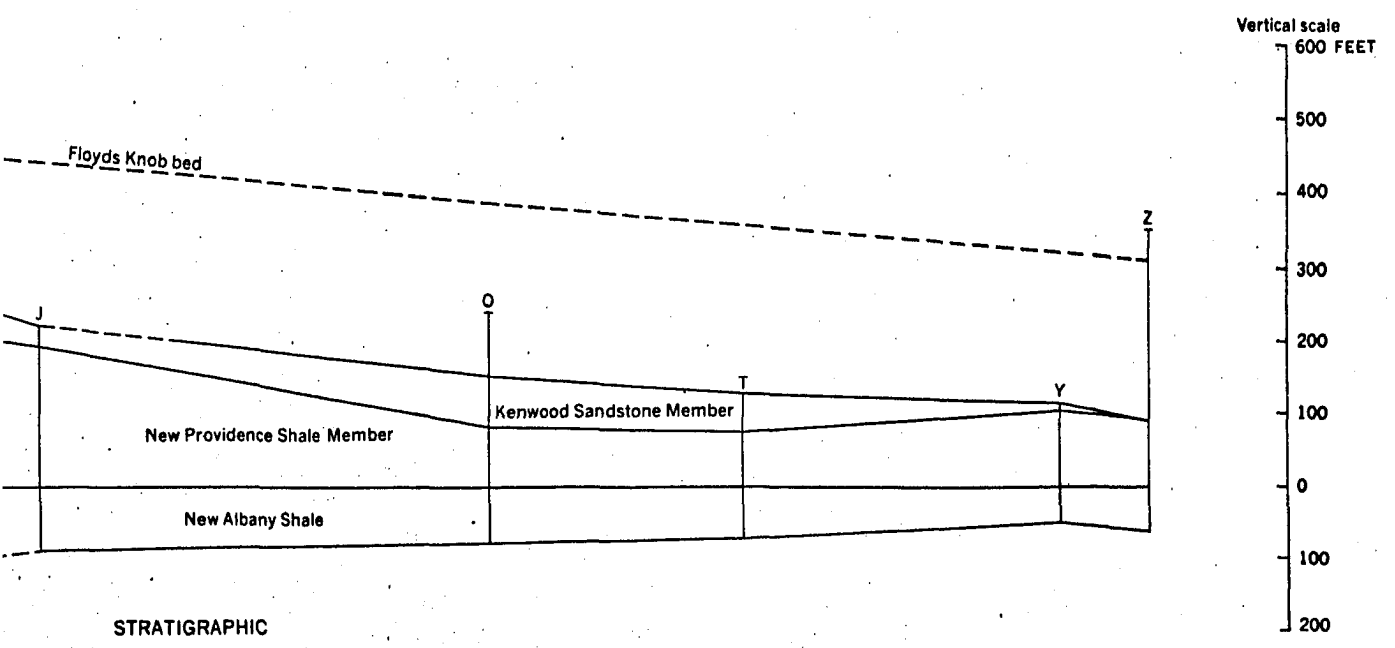 Vertical scale
600 FEET
500
Floyds Knob bed
400
Z
300
J
O
200
T
Y
Kenwood Sandstone Member
100
New Providence Shale Member
0
New Albany Shale
100
STRATIGRAPHIC
200